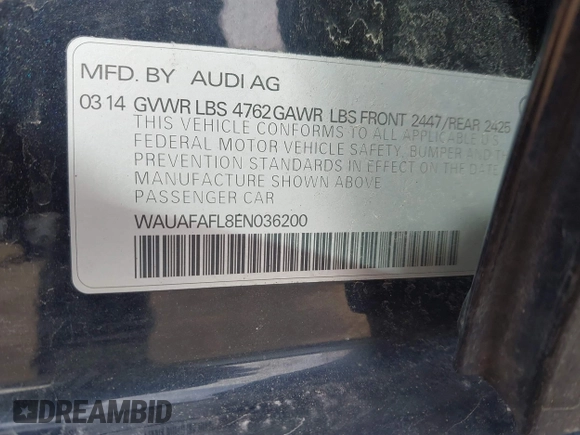 MFD. BY AUDI AG
03 14 GVWR LBS 4762 GAWR LBS FRONT 2447/REAR 2425
THIS VEHICLE CONFORMS TO ALL APPLICABLE U.S.
FEDERAL MOTOR VEHICLE SAFETY, BUMPER AND
PREVENTION STANDARDS IN EFFECT ON THE DATE
MANUFACTURE SHOWN ABOVE
PASSENGER CAR
WAUAFAFL8EN036200
DREAMBID